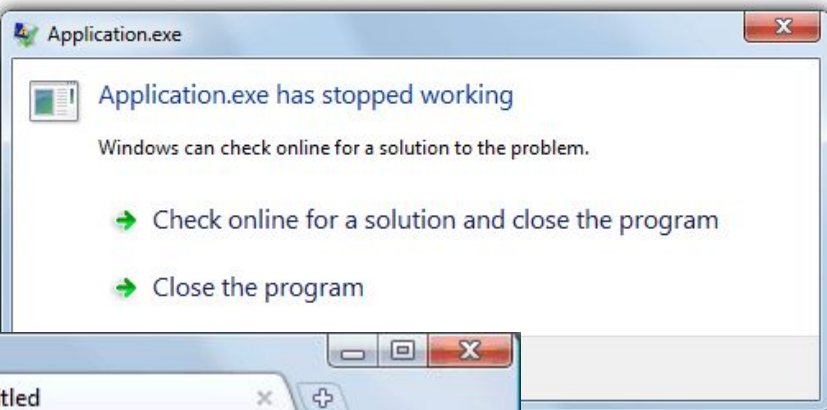 Application.exe
Application.exe has stopped working
Windows can check online for a solution to the problem.
Check online for a solution and close the program
Close the program
tled